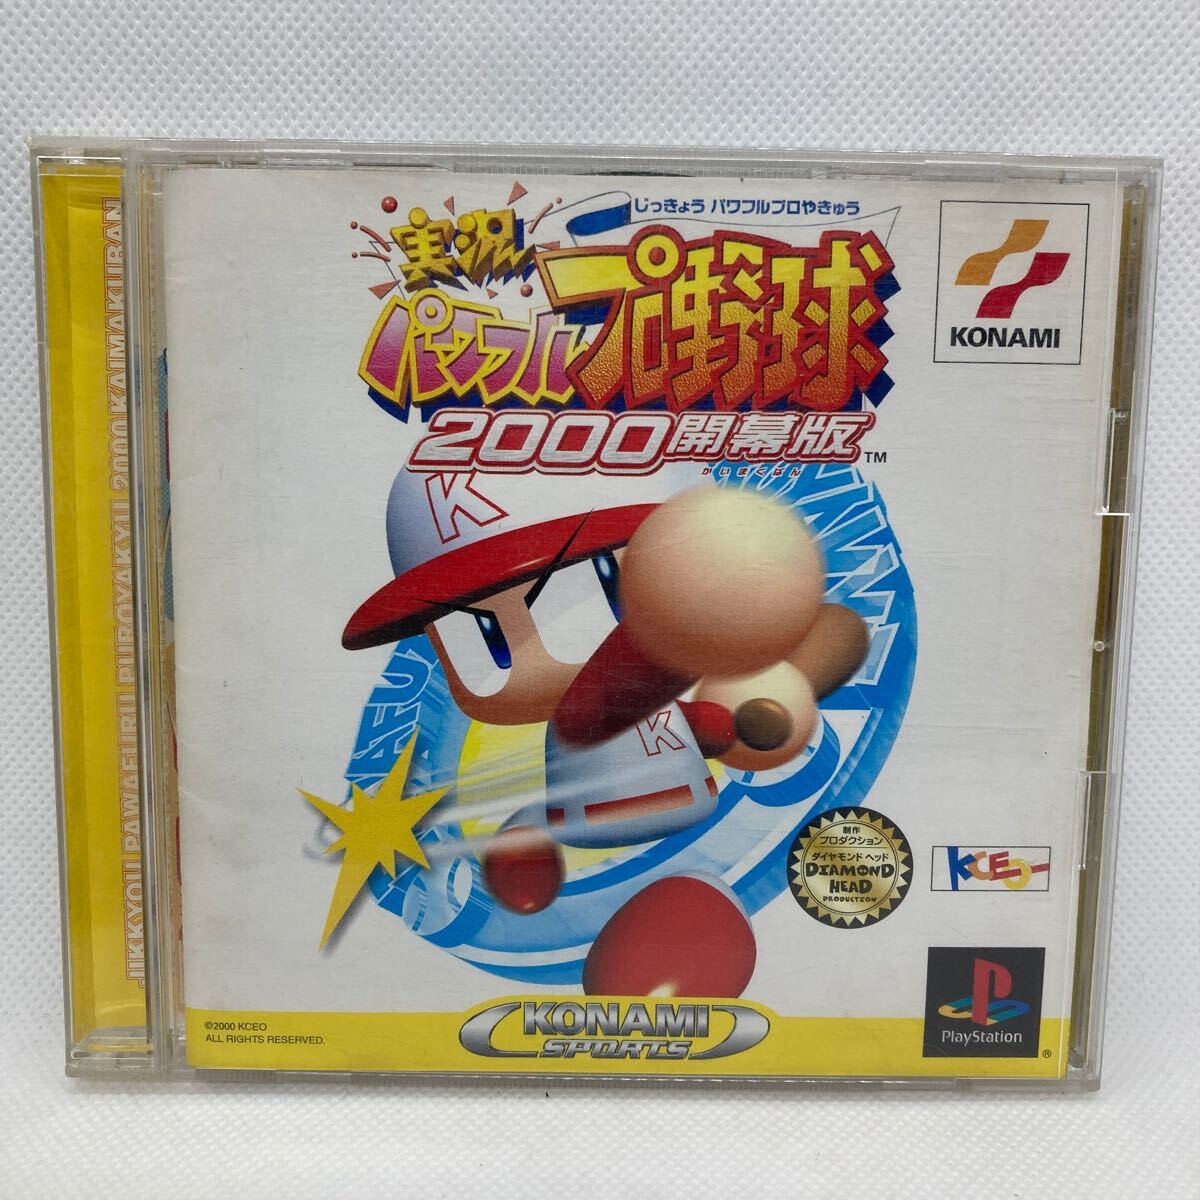 じっきょう パワフルプロやきゅう
実況
パワフル
プロ野球
2000開幕版
TM
かいまくばん
KONAMI
K
K
制作
プロダクション
ダイヤモンド ヘッド
DIAMOND
HEAD
PRODUCTION
KCEO
©2000 KCEO
ALL RIGHTS RESERVED.
KONAMI
SPORTS
PlayStation
®
JIKKYOU PAWAFURU PUROYAKYU 2000 KAIMAKUBAN